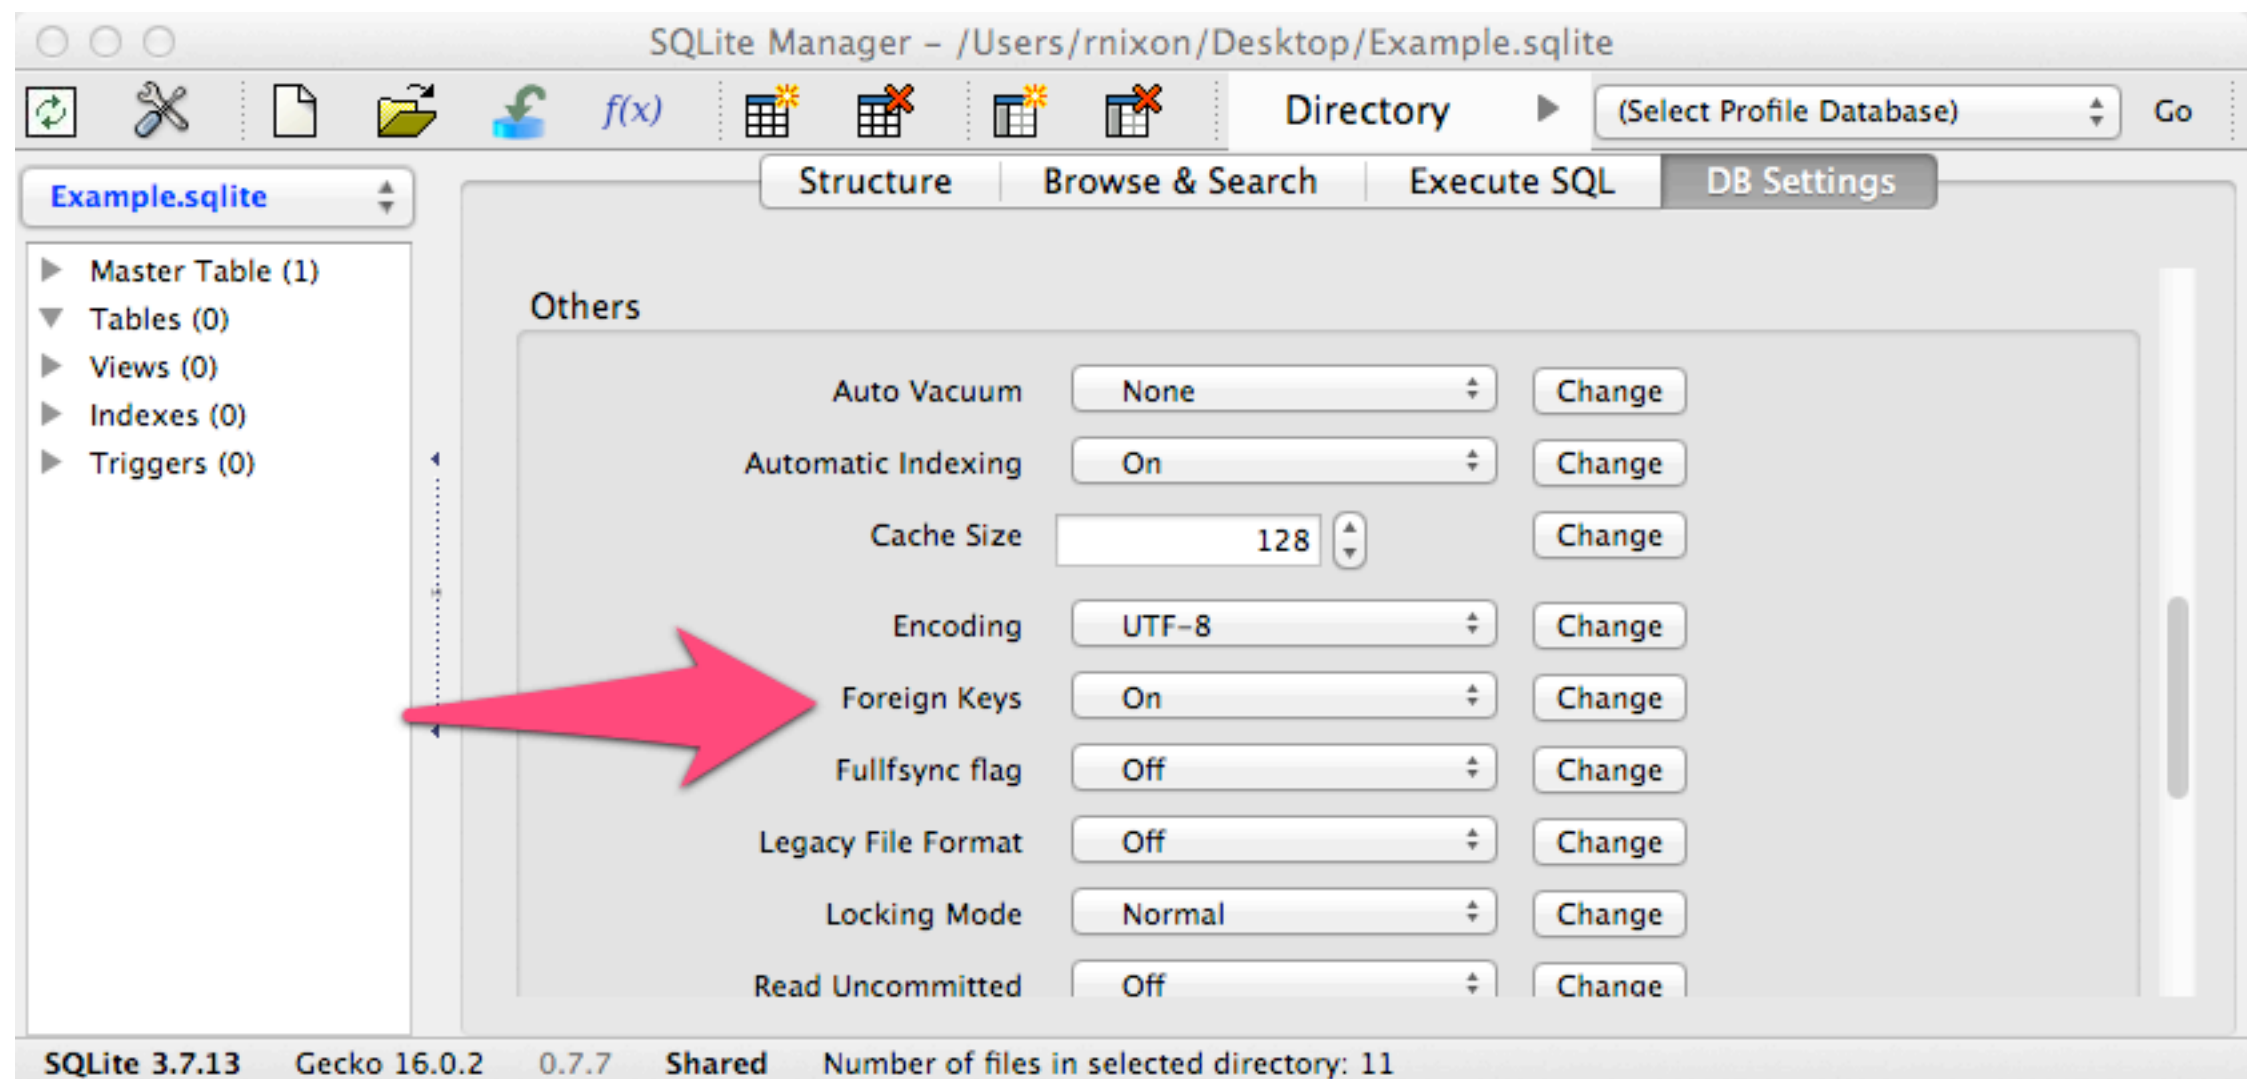 SQLite Manager – /Users/rnixon/Desktop/Example.sqlite
f(x) Directory (Select Profile Database) Go
Example.sqlite
Structure Browse & Search Execute SQL DB Settings
Master Table (1)
Tables (0)
Views (0)
Indexes (0)
Triggers (0)
Others
Auto Vacuum None Change
Automatic Indexing On Change
Cache Size 128 Change
Encoding UTF-8 Change
Foreign Keys On Change
Fullfsync flag Off Change
Legacy File Format Off Change
Locking Mode Normal Change
Read Uncommitted Off Change
SQLite 3.7.13 Gecko 16.0.2 0.7.7 Shared Number of files in selected directory: 11